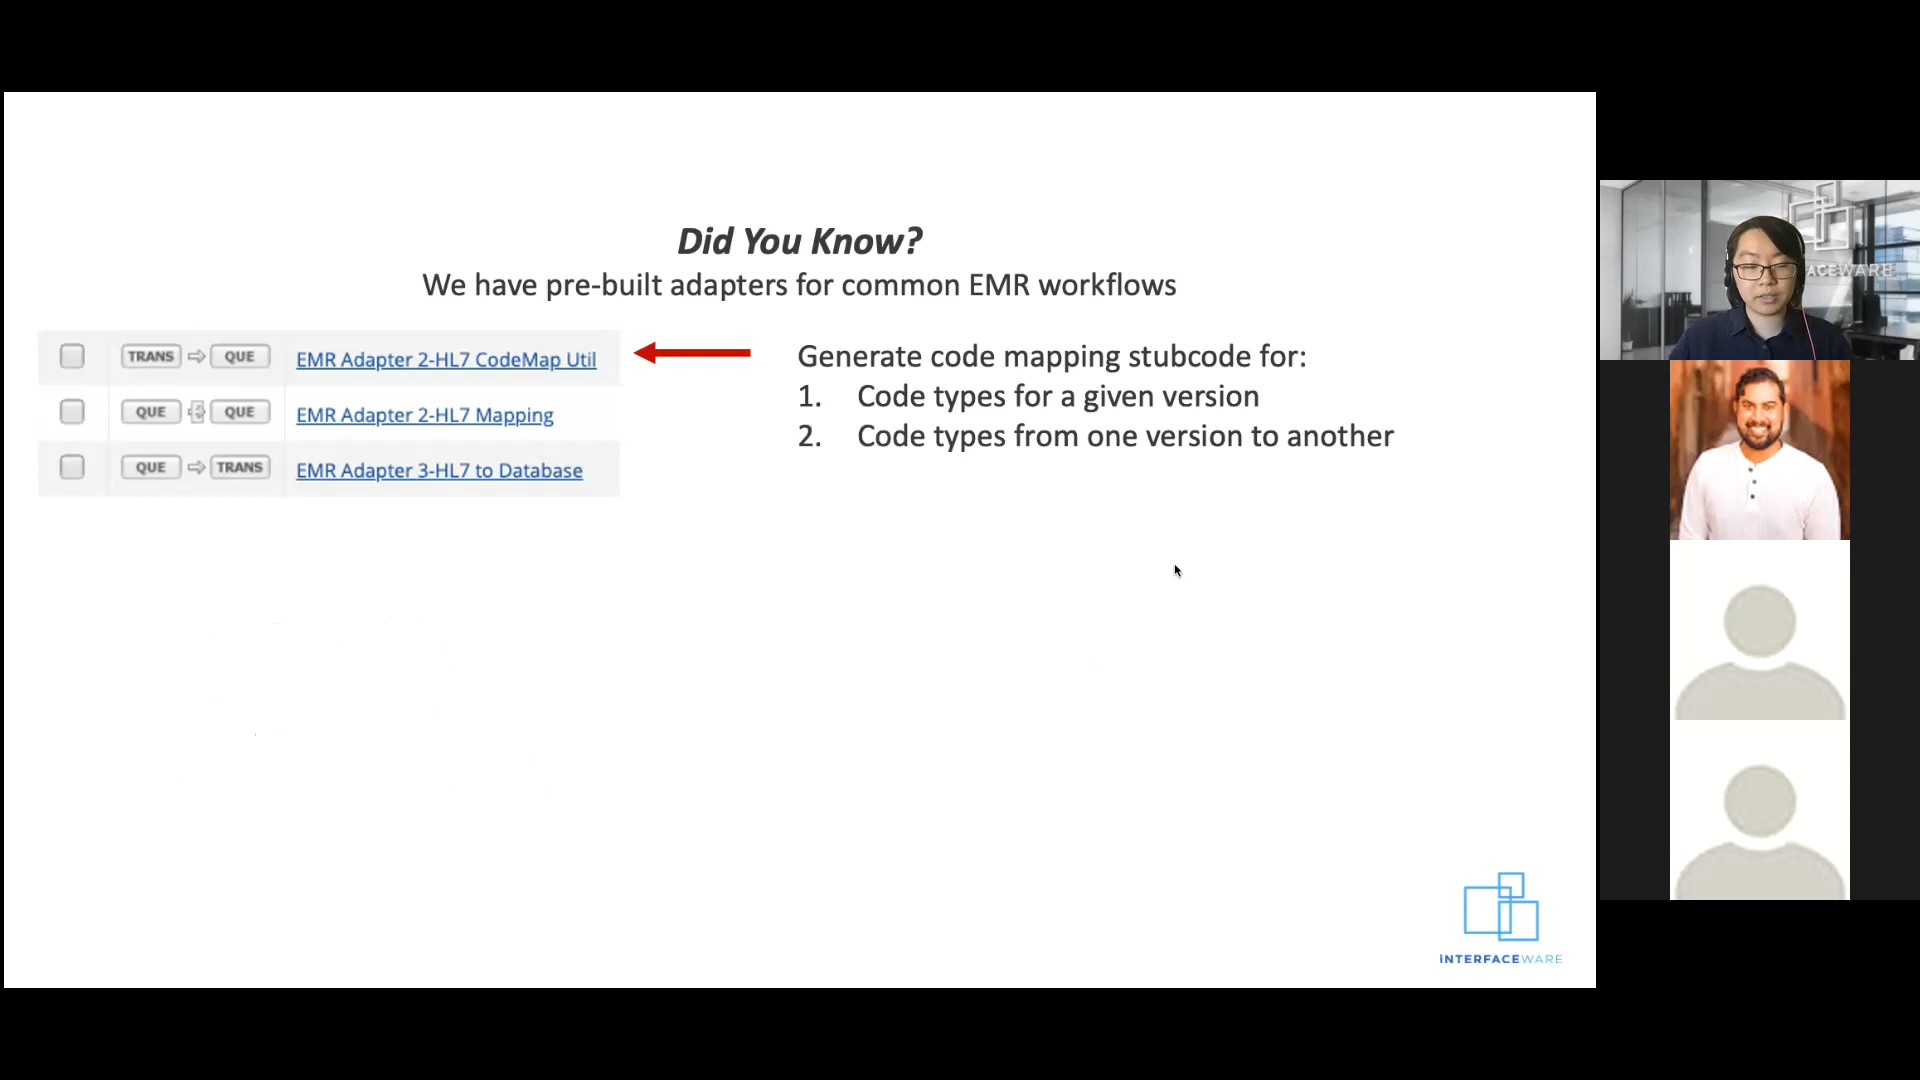 Did You Know?
We have pre-built adapters for common EMR workflows
TRANS QUE EMR Adapter 2-HL7 CodeMap Util
QUE QUE EMR Adapter 2-HL7 Mapping
QUE TRANS EMR Adapter 3-HL7 to Database
Generate code mapping stubcode for:
1. Code types for a given version
2. Code types from one version to another
iNTERFACEWARE
ACEWARE